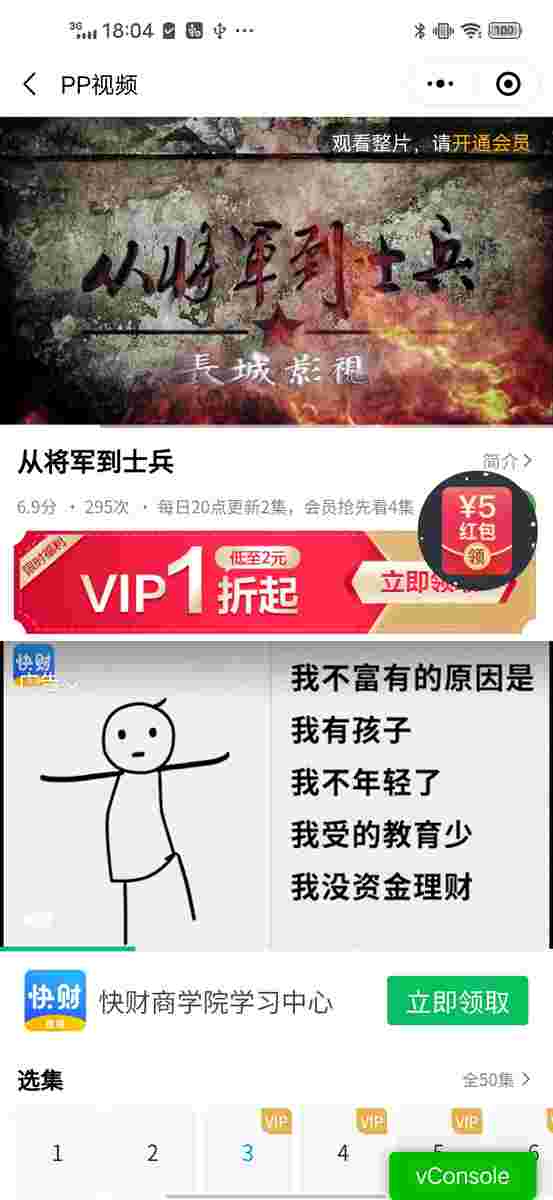 3G 18:04 100
PP视频
观看整片，请开通会员
从将軍到士兵
長城影視
从将军到士兵
简介
6.9分 · 295次 · 每日20点更新2集，会员抢先看4集
¥5
红包
领
限时福利
VIP1折起
低至2元
立即领取
快财
广告
我不富有的原因是
我有孩子
我不年轻了
我受的教育少
我没资金理财
快财
快财商学院学习中心
立即领取
选集
全50集
VIP VIP VIP
1 2 3 4 5 6
vConsole